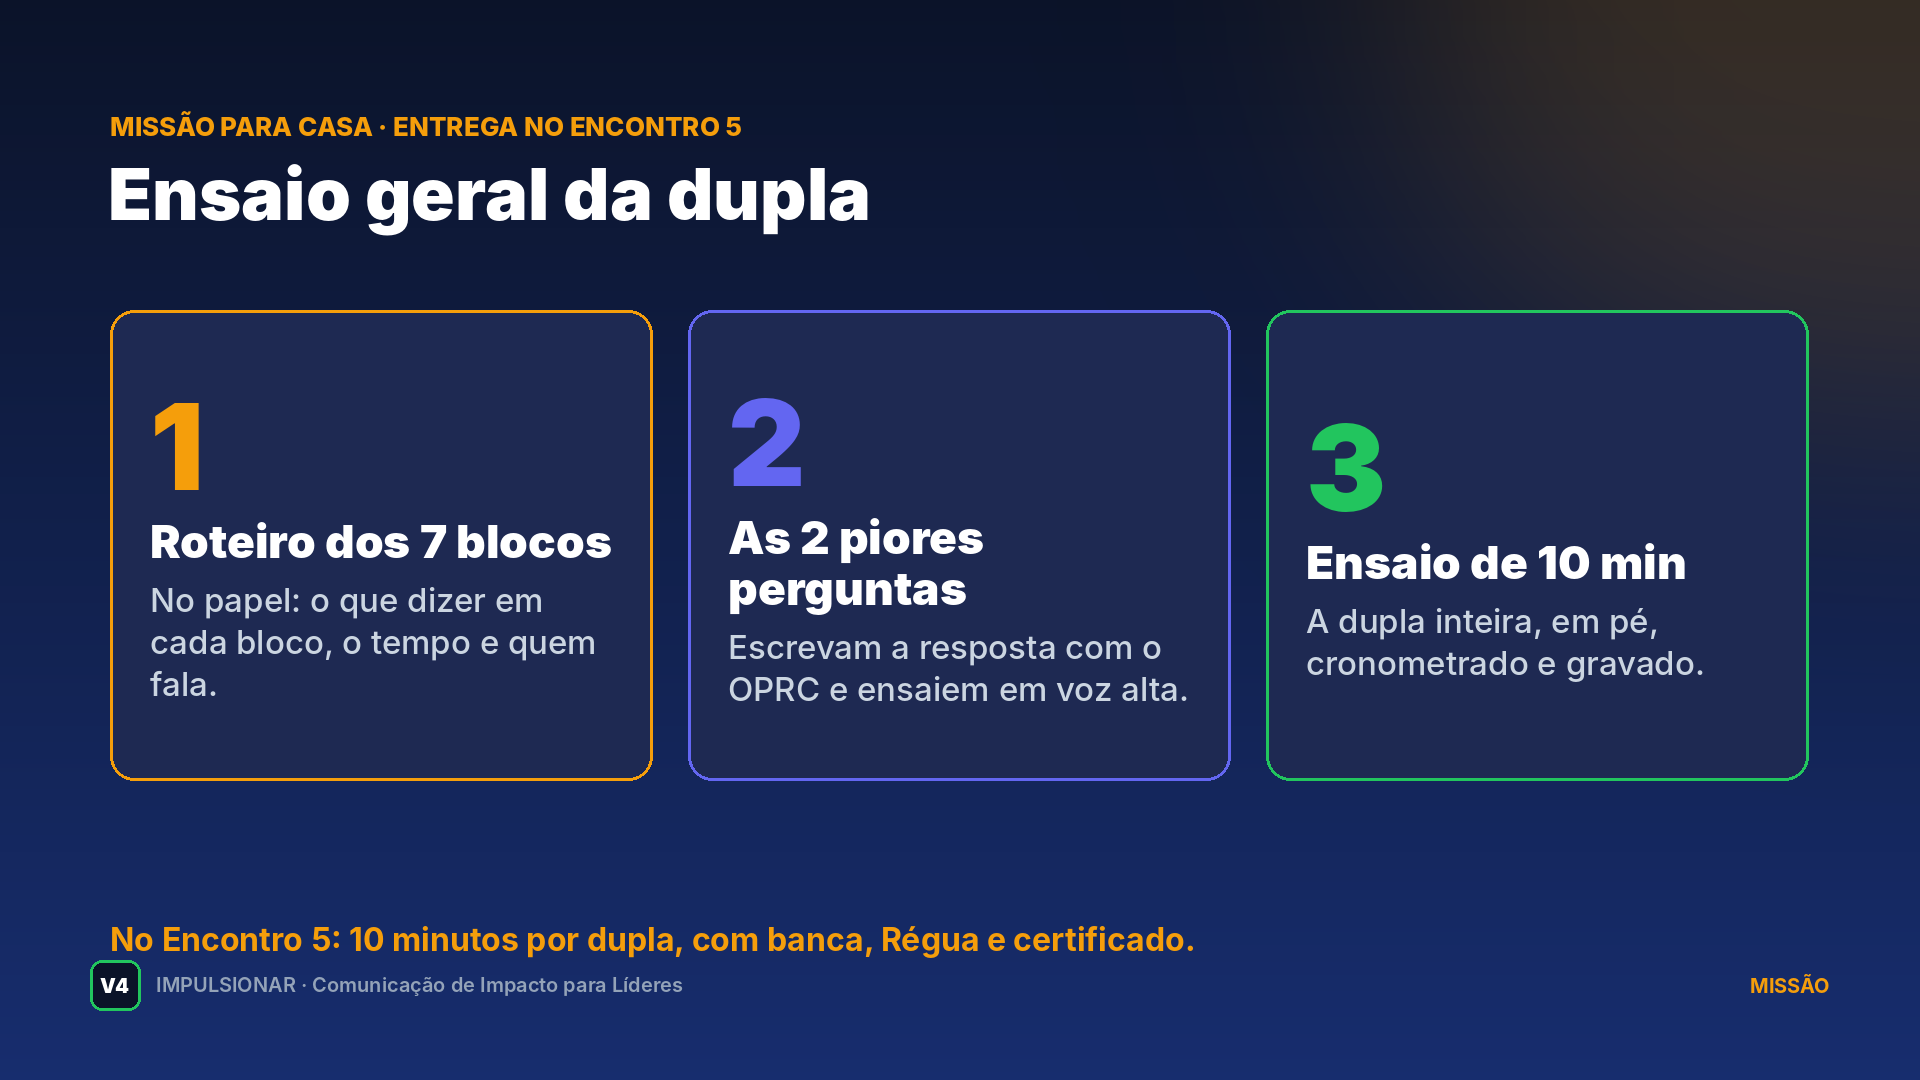 MISSÃO PARA CASA · ENTREGA NO ENCONTRO 5
Ensaio geral da dupla
1
Roteiro dos 7 blocos
No papel: o que dizer em
cada bloco, o tempo e quem
fala.
2
As 2 piores
perguntas
Escrevam a resposta com o
OPRC e ensaiem em voz alta.
3
Ensaio de 10 min
A dupla inteira, em pé,
cronometrado e gravado.
No Encontro 5: 10 minutos por dupla, com banca, Régua e certificado.
V4
IMPULSIONAR · Comunicação de Impacto para Líderes
MISSÃO